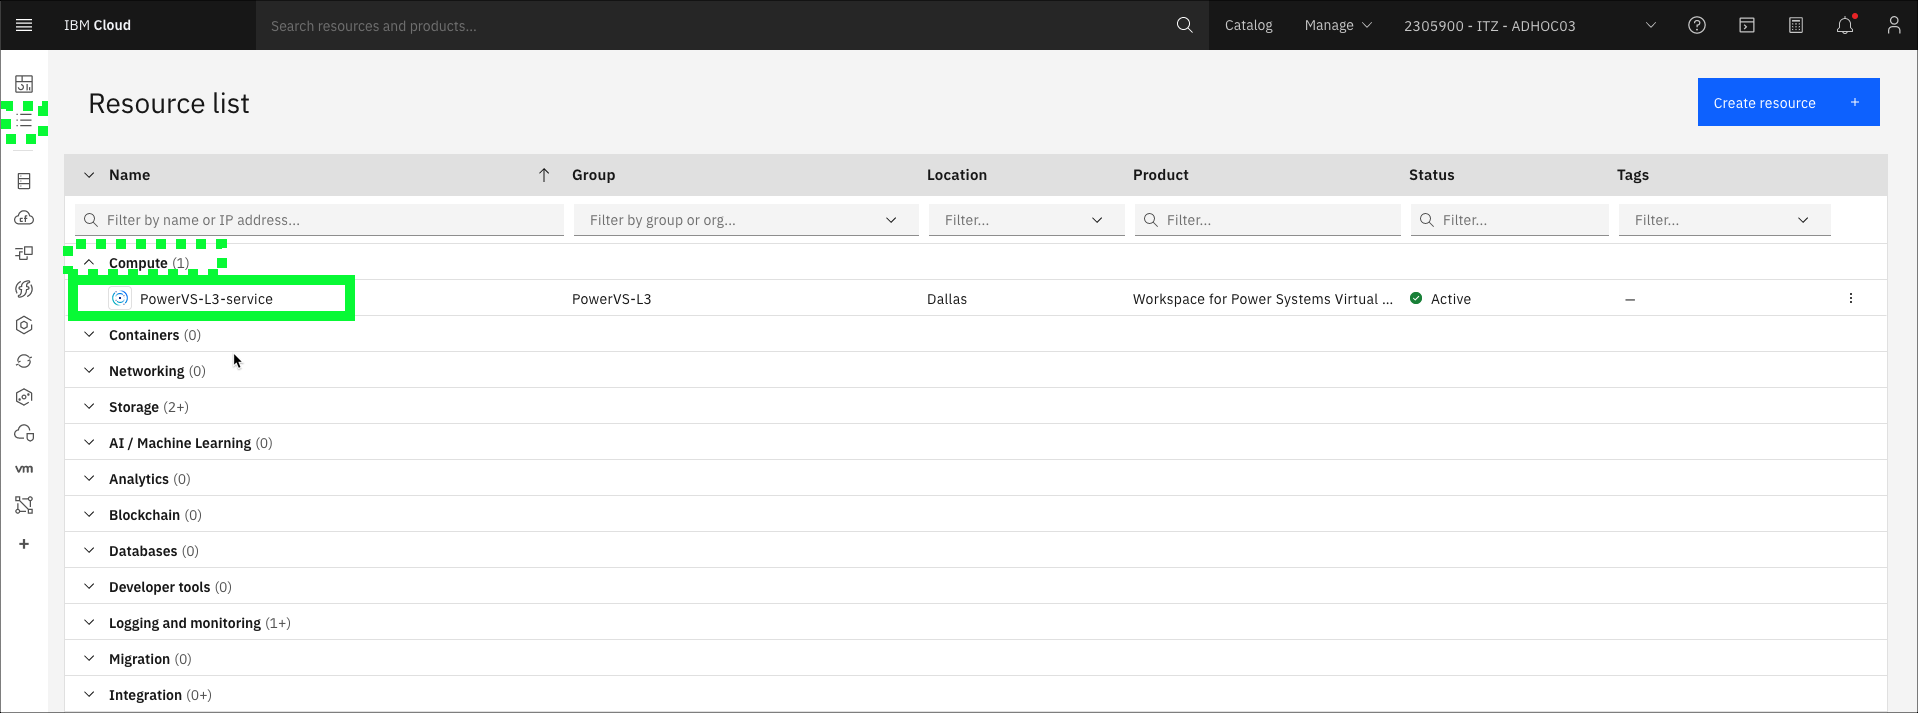 IBM Cloud Search resources and products... Catalog Manage 2305900 - ITZ - ADHOC03
Resource list
Create resource +
Name Group Location Product Status Tags
Filter by name or IP address... Filter by group or org... Filter... Filter... Filter... Filter...
Compute (1)
PowerVS-L3-service PowerVS-L3 Dallas Workspace for Power Systems Virtual ... Active –
Containers (0)
Networking (0)
Storage (2+)
AI / Machine Learning (0)
Analytics (0)
Blockchain (0)
Databases (0)
Developer tools (0)
Logging and monitoring (1+)
Migration (0)
Integration (0+)
cf
vm
+